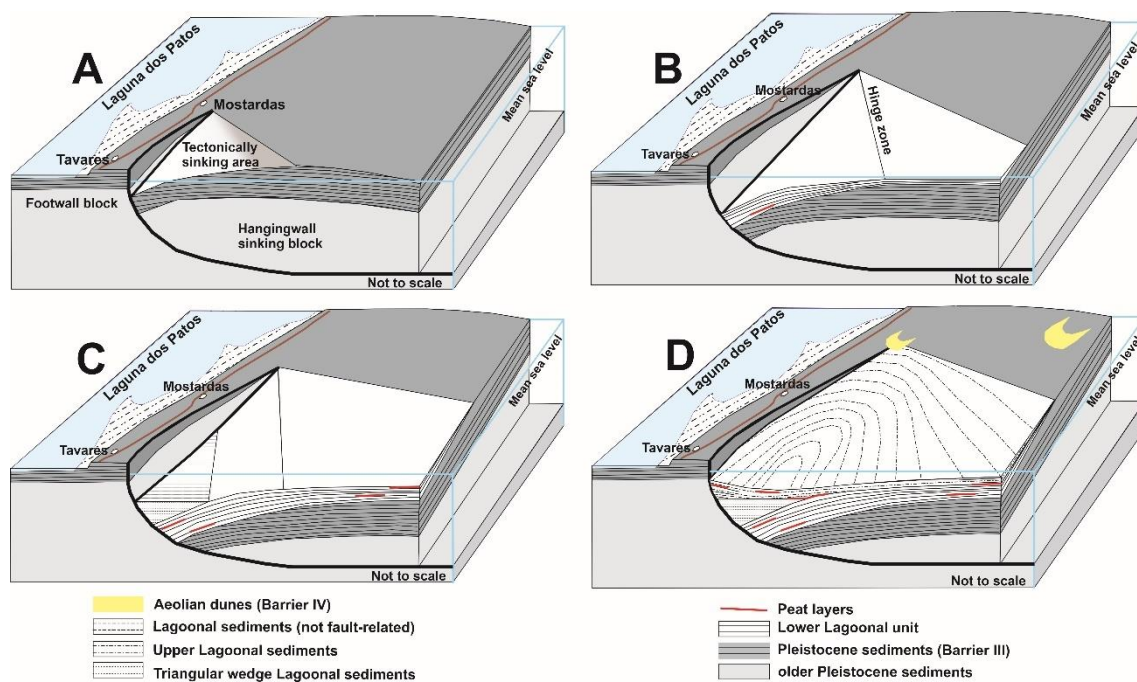 A
Laguna dos Patos
Mostardas
Tavares
Tectonically
sinking area
Footwall block
Hangingwall
sinking block
Mean sea level
Not to scale
B
Laguna dos Patos
Mostardas
Tavares
Hinge zone
Mean sea level
Not to scale
C
Laguna dos Patos
Mostardas
Tavares
Mean sea level
Not to scale
D
Laguna dos Patos
Mostardas
Tavares
Mean sea level
Not to scale
Aeolian dunes (Barrier IV)
Lagoonal sediments (not fault-related)
Upper Lagoonal sediments
Triangular wedge Lagoonal sediments
Peat layers
Lower Lagoonal unit
Pleistocene sediments (Barrier III)
older Pleistocene sediments